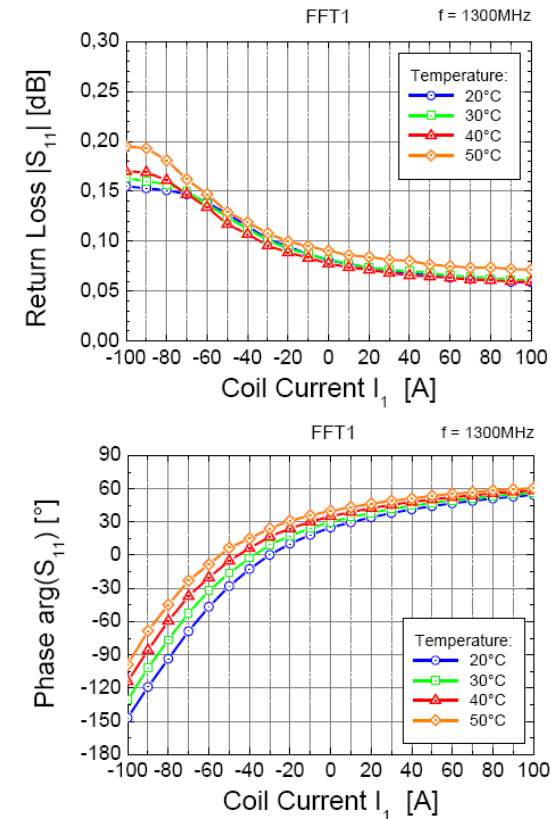 FFT1 f = 1300MHz
0,30
0,25
0,20
0,15
0,10
0,05
0,00
Return Loss |S11| [dB]
Temperature:
20°C
30°C
40°C
50°C
-100 -80 -60 -40 -20 0 20 40 60 80 100
Coil Current I1 [A]
FFT1 f = 1300MHz
90
60
30
0
-30
-60
-90
-120
-150
-180
Phase arg(S11) [°]
Temperature:
20°C
30°C
40°C
50°C
-100 -80 -60 -40 -20 0 20 40 60 80 100
Coil Current I1 [A]